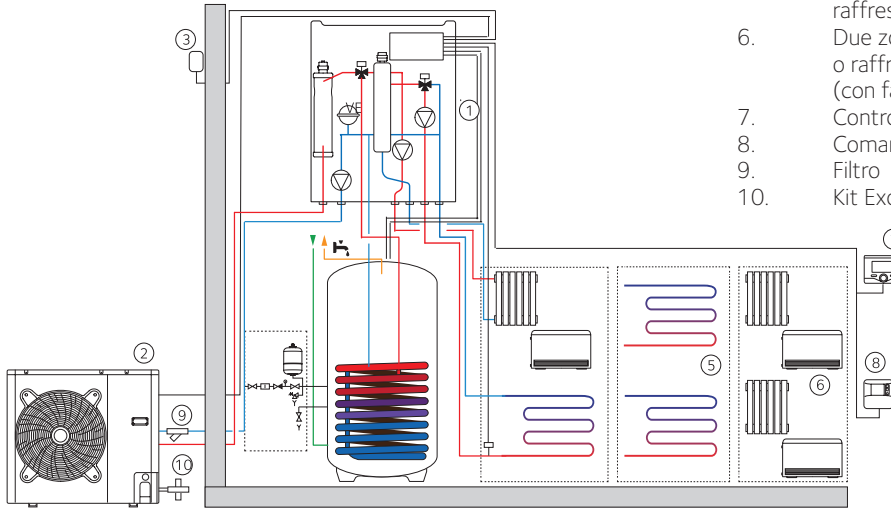 raffres
6. Due zo
o raffr
(con fa
7. Contro
8. Comar
9. Filtro
10. Kit Exo
3
1
2
9
10
5
6
8
VE